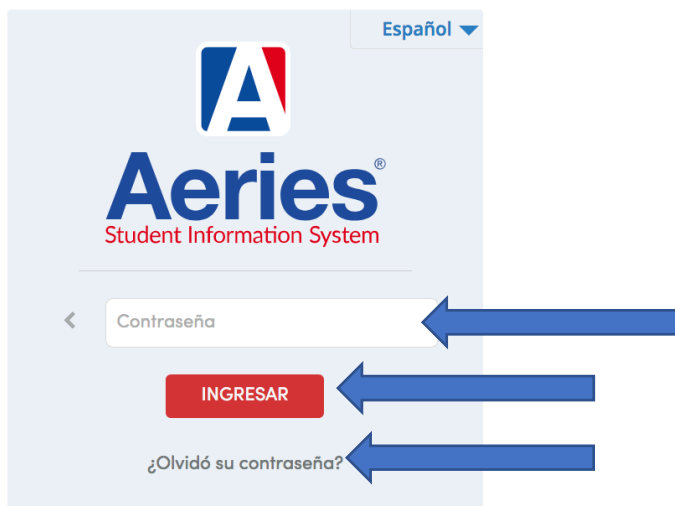 Español
A
Aeries®
Student Information System
Contraseña
INGRESAR
¿Olvidó su contraseña?